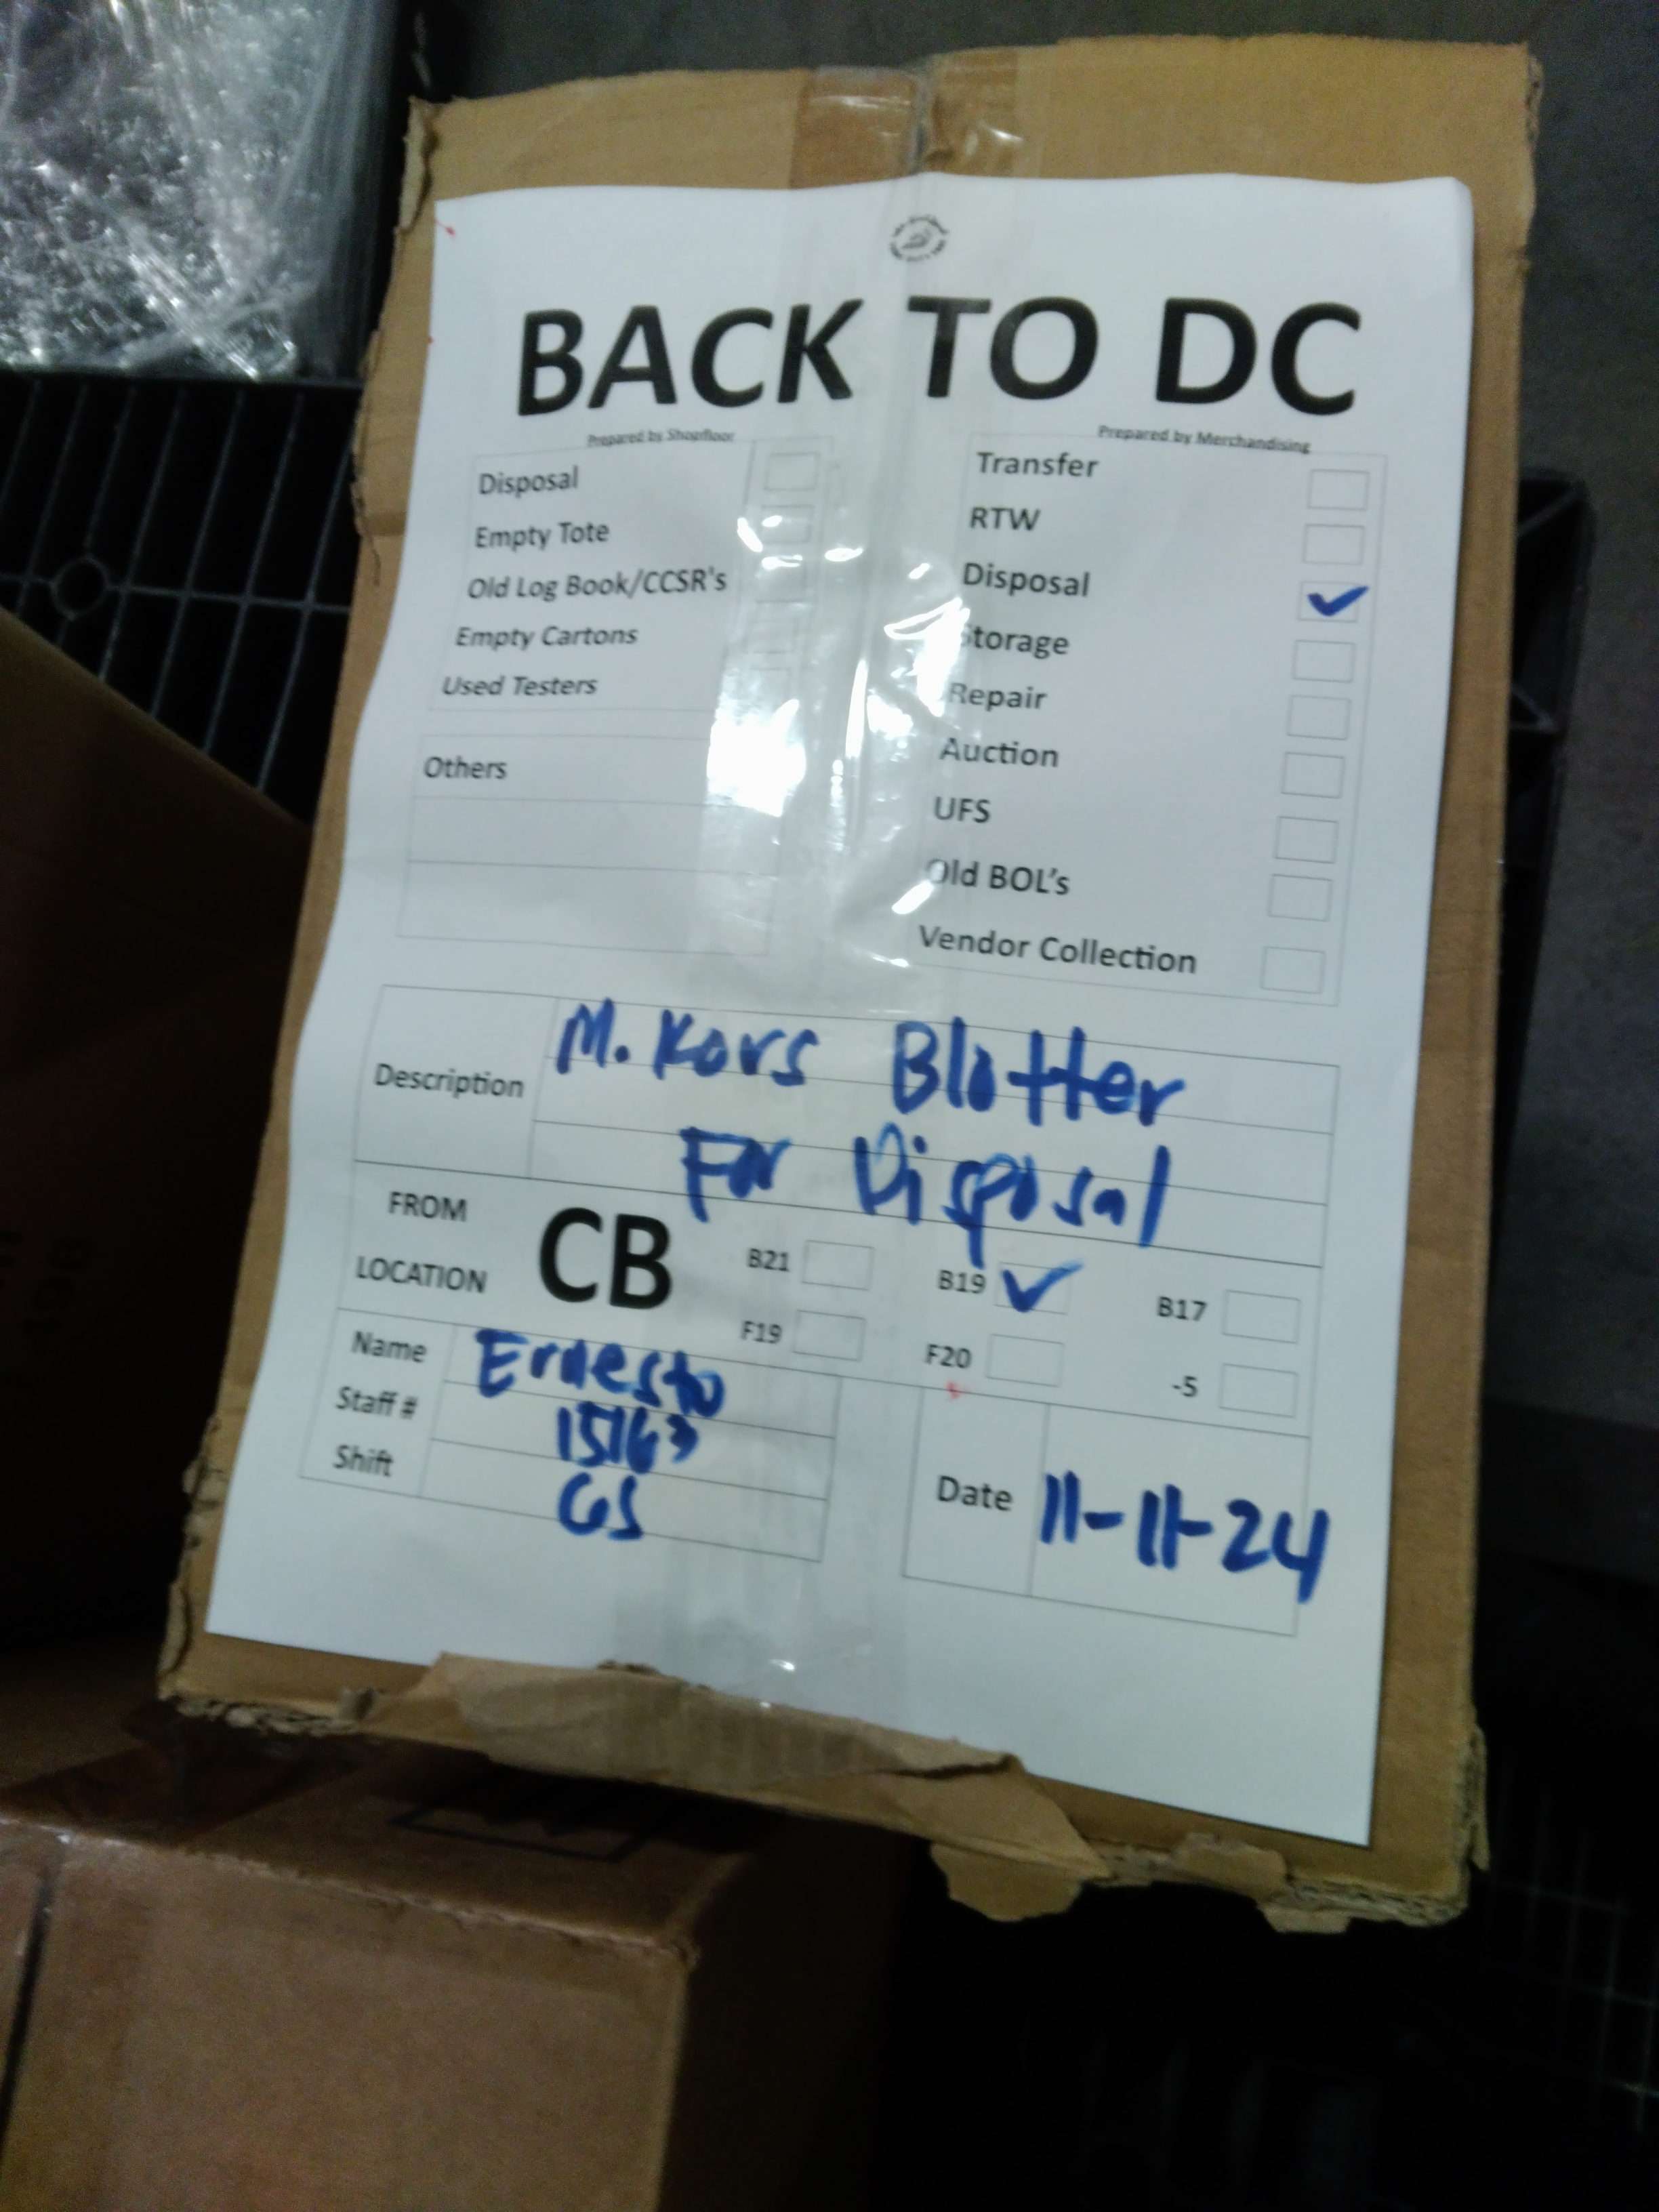 BACK TO DC
Prepared by Shopfloor
Disposal
Empty Tote
Old Log Book/CCSR's
Empty Cartons
Used Testers
Others
Prepared by Merchandising
Transfer
RTW
Disposal ✓
Storage
Repair
Auction
UFS
Old BOL's
Vendor Collection
Description M. Kors Blotter
For Disposal
FROM LOCATION CB
B21 B19 ✓ B17
F19 F20 -5
Name Ernesto
Staff # 15163
Shift GS
Date 11-11-24